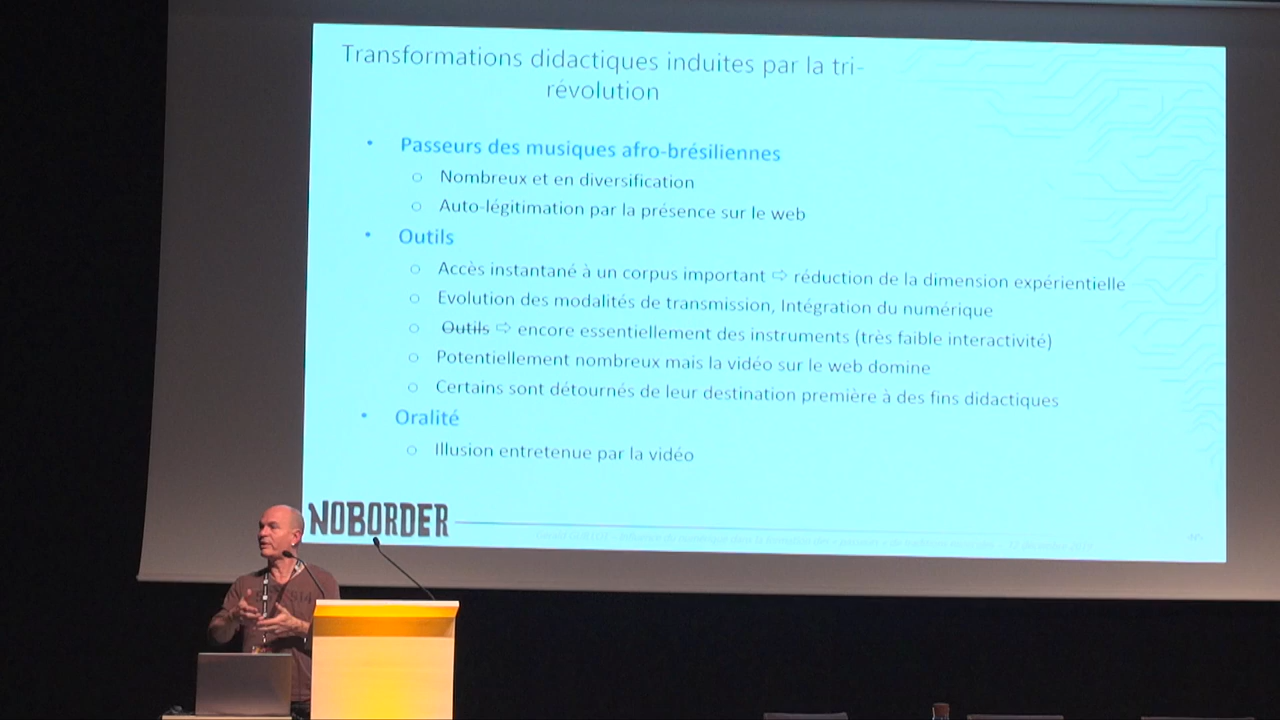 Transformations didactiques induites par la tri-
révolution
• Passeurs des musiques afro-brésiliennes
○ Nombreux et en diversification
○ Auto-légitimation par la présence sur le web
• Outils
○ Accès instantané à un corpus important ⇨ réduction de la dimension expérientielle
○ Evolution des modalités de transmission, Intégration du numérique
○ Outils ⇨ encore essentiellement des instruments (très faible interactivité)
○ Potentiellement nombreux mais la vidéo sur le web domine
○ Certains sont détournés de leur destination première à des fins didactiques
• Oralité
○ Illusion entretenue par la vidéo
NOBORDER